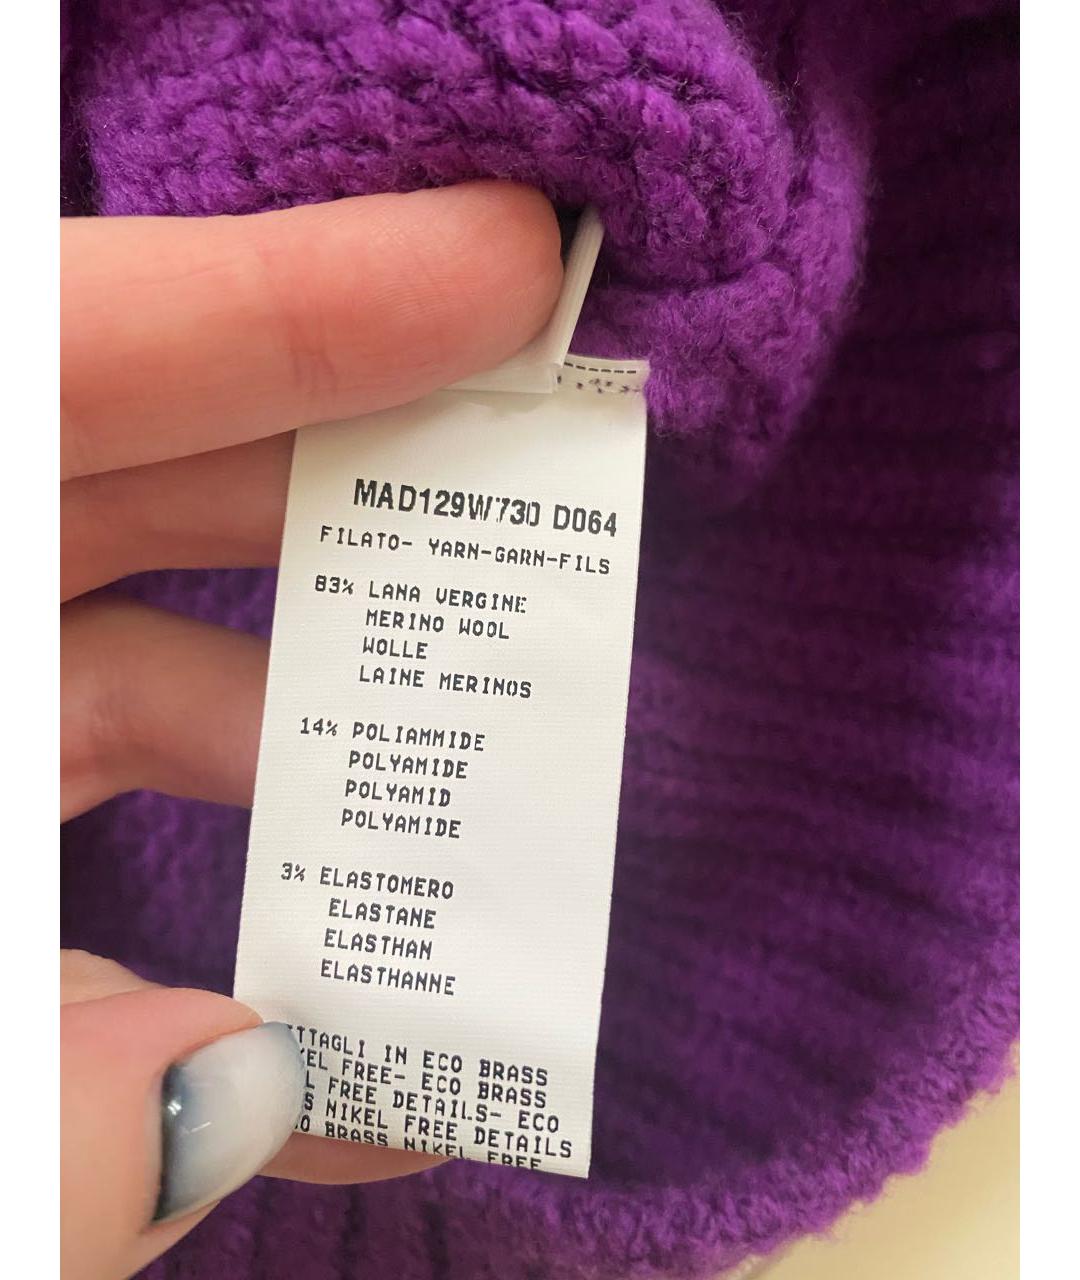 MAD129W730 D064
FILATO- YARN-GARN-FILS
83% LANA VERGINE
MERINO WOOL
WOLLE
LAINE MERINOS
14% POLIAMMIDE
POLYAMIDE
POLYAMID
POLYAMIDE
3% ELASTOMERO
ELASTANE
ELASTHAN
ELASTHANNE
TTAGLI IN ECO BRASS
KEL FREE- ECO BRASS
L FREE DETAILS- ECO
S NIKEL FREE DETAILS
O BRASS NIKEL FREE